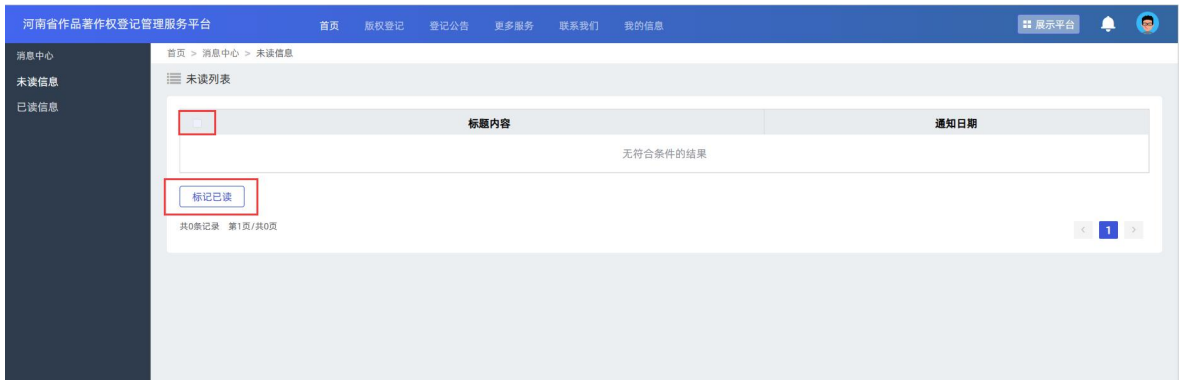 河南省作品著作权登记管理服务平台 首页 版权登记 登记公告 更多服务 联系我们 我的信息 展示平台
消息中心
未读信息
已读信息
首页 > 消息中心 > 未读信息
未读列表
标题内容 通知日期
无符合条件的结果
标记已读
共0条记录 第1页/共0页
< 1 >